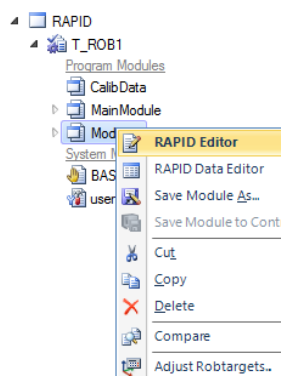 RAPID
T_ROB1
Program Modules
CalibData
MainModule
Mod
RAPID Editor
System M
RAPID Data Editor
BAS
Save Module As...
user
Save Module to Cont
Cut
Copy
Delete
Compare
Adjust Robtargets..